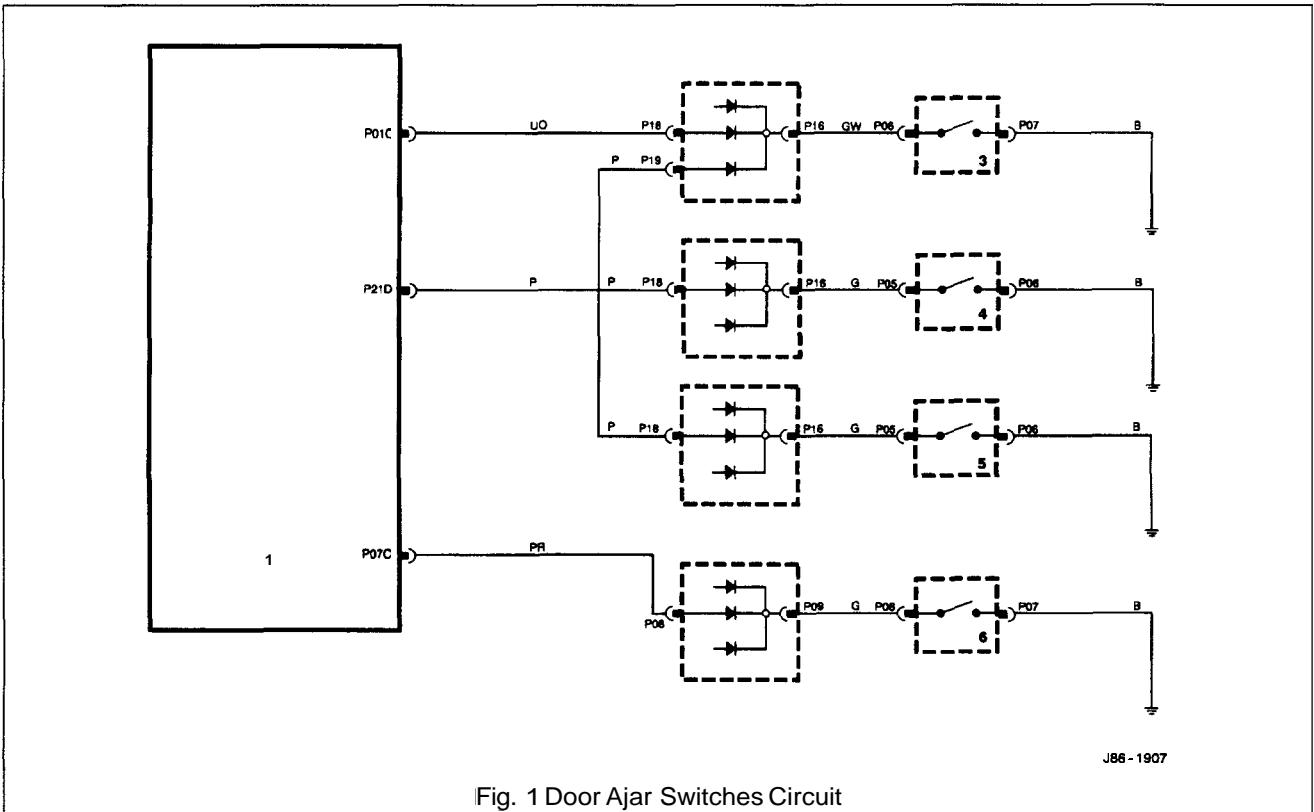 P01C UO P18 P16 GW P06 P07 B
P P19
3
P21D P P P18 P16 G P05 P06 B
4
P P18 P16 G P05 P06 B
5
1 P07C PR
P08 P09 G P08 P07 B
6
J86-1907
Fig. 1 Door Ajar Switches Circuit